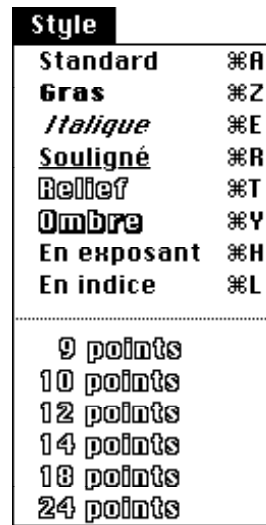 Style
Standard ⌘A
Gras ⌘Z
Italique ⌘E
Souligné ⌘R
Relief ⌘T
Ombré ⌘Y
En exposant ⌘H
En indice ⌘L
9 points
10 points
12 points
14 points
18 points
24 points